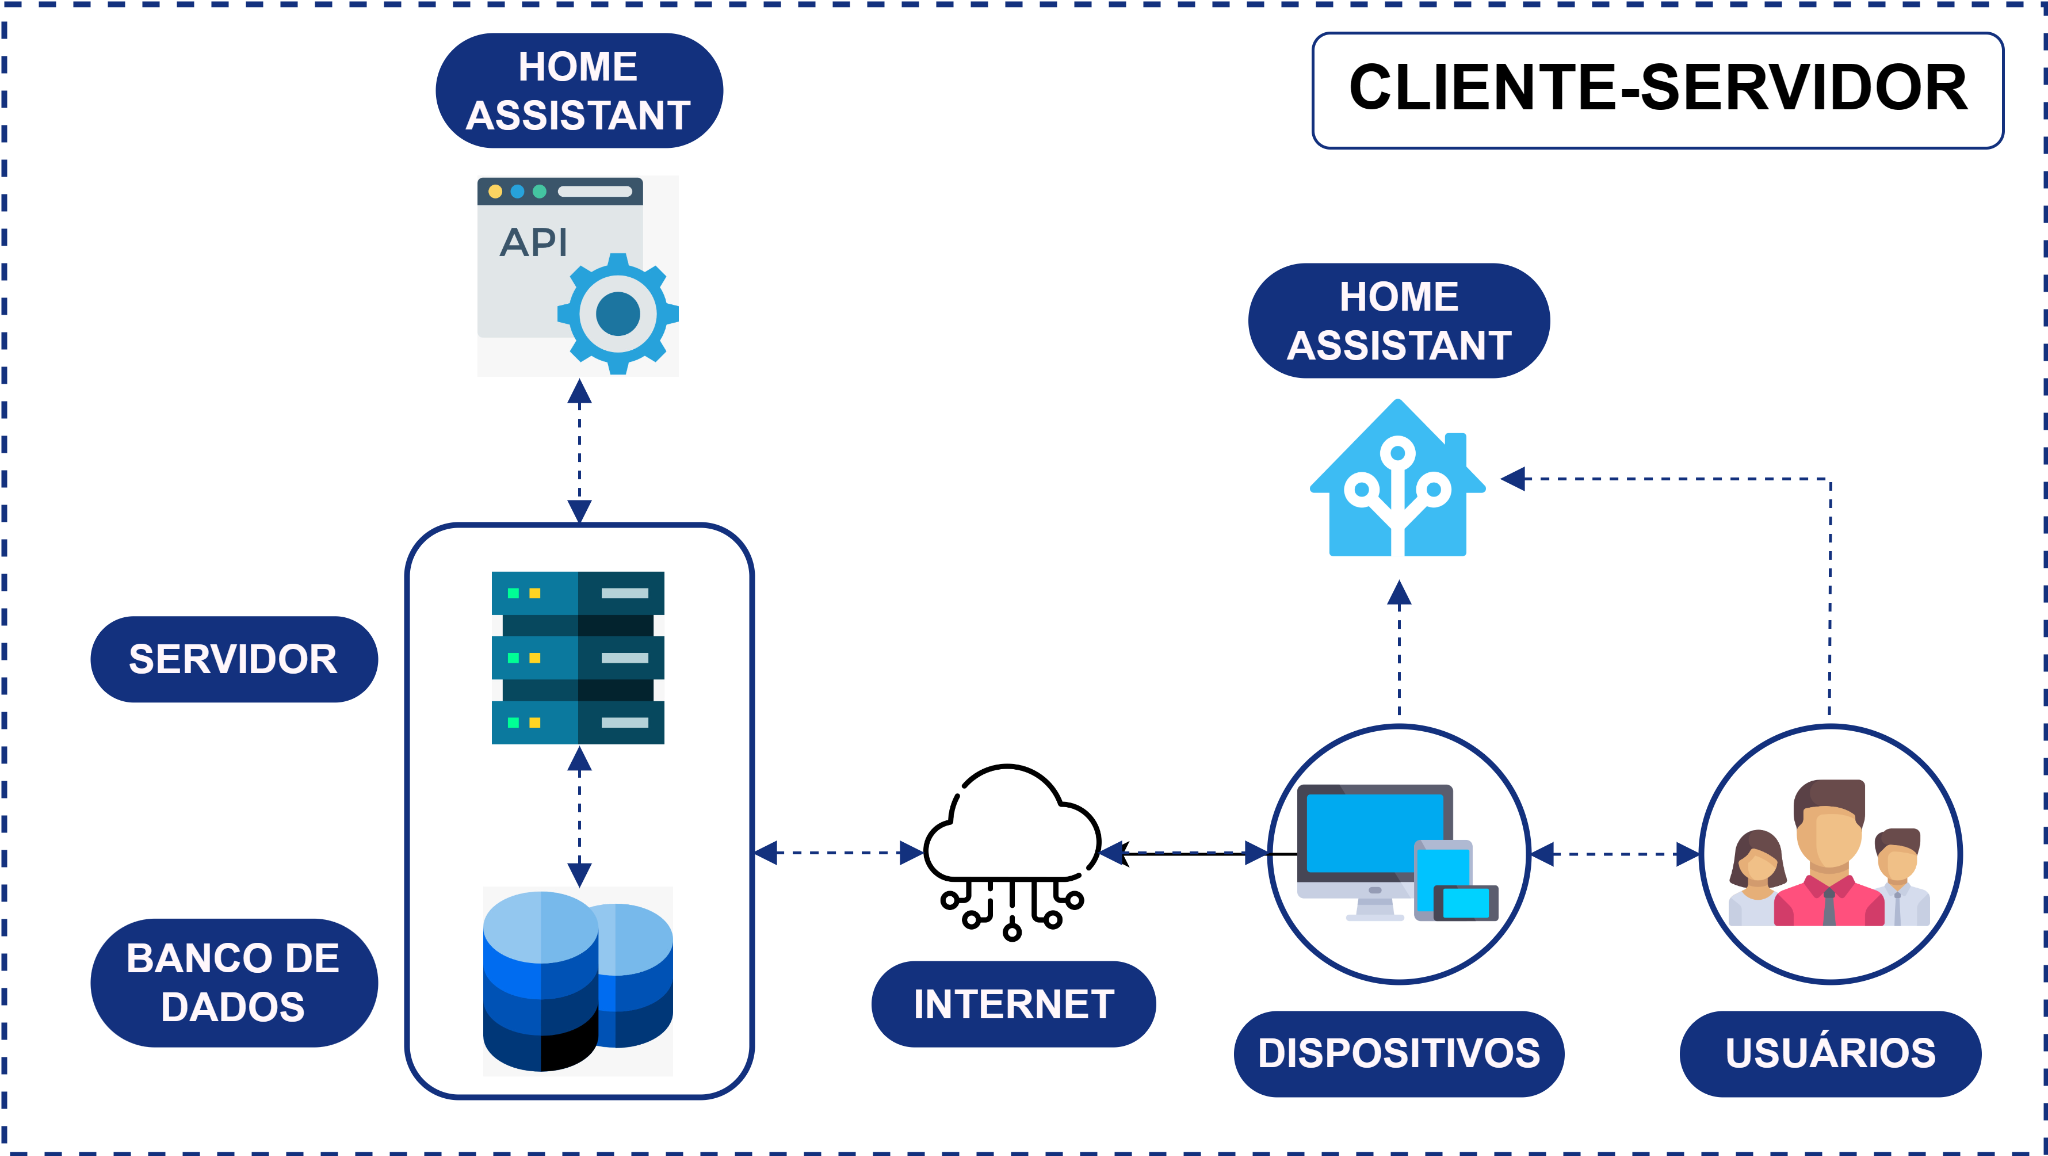 HOME
ASSISTANT
CLIENTE-SERVIDOR
API
HOME
ASSISTANT
SERVIDOR
BANCO DE
DADOS
INTERNET
DISPOSITIVOS
USUÁRIOS